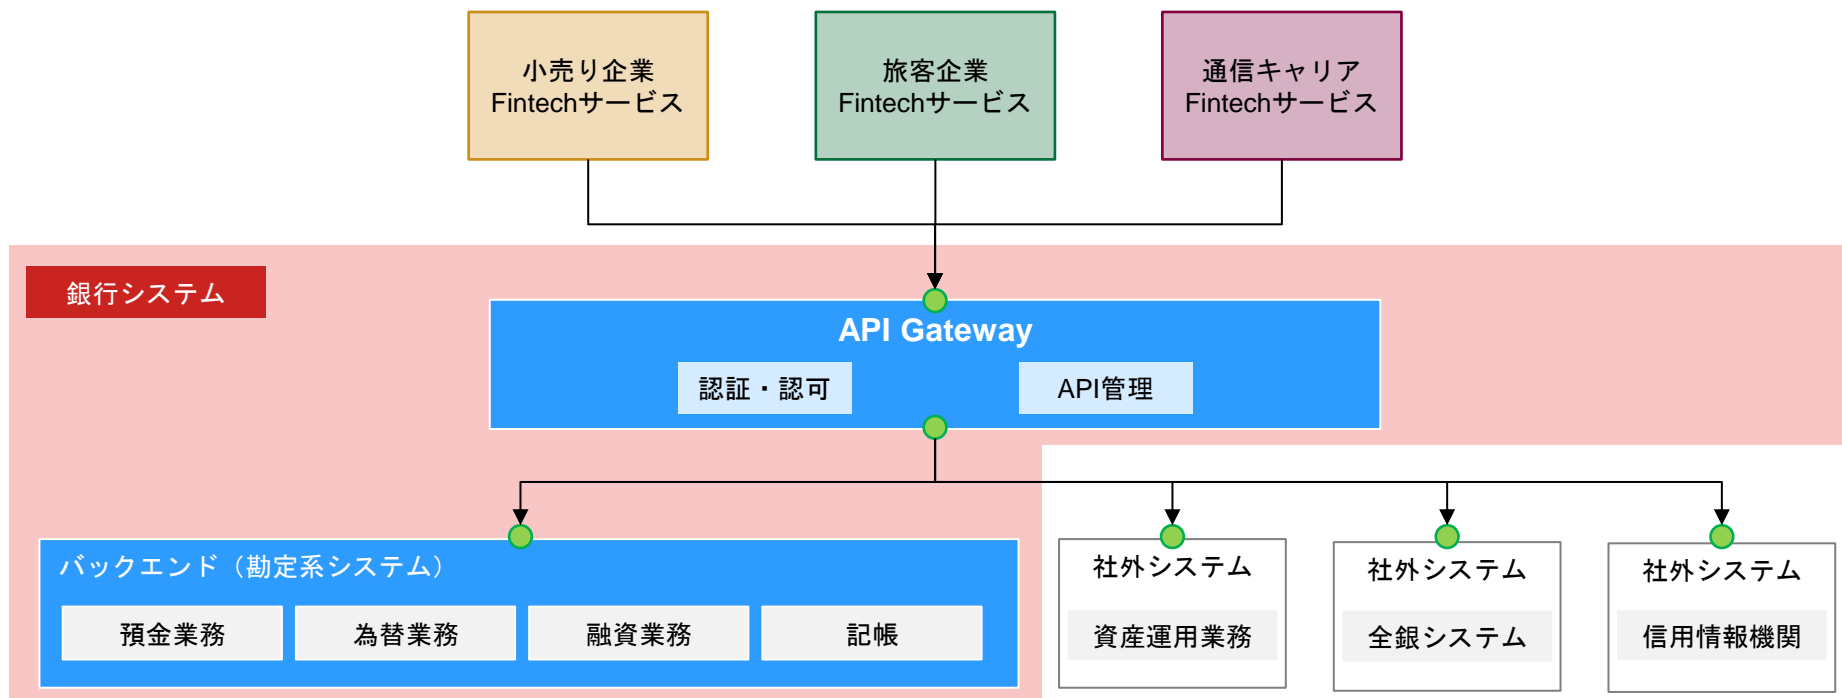 小売り企業
Fintechサービス
旅客企業
Fintechサービス
通信キャリア
Fintechサービス
銀行システム
API Gateway
認証・認可
API管理
バックエンド（勘定系システム）
預金業務
為替業務
融資業務
記帳
社外システム
資産運用業務
社外システム
全銀システム
社外システム
信用情報機関